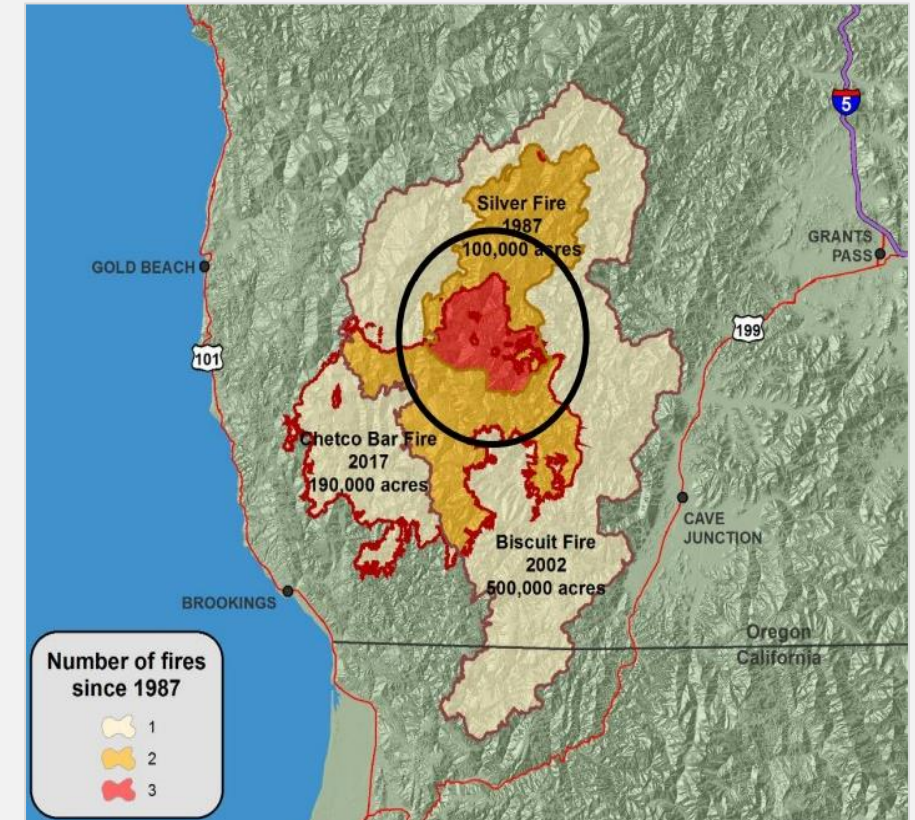 5
Silver Fire
1987
100,000 acres
GRANTS
PASS
GOLD BEACH
199
101
Chetco Bar Fire
2017
190,000 acres
CAVE
JUNCTION
Biscuit Fire
2002
500,000 acres
BROOKINGS
Oregon
California
Number of fires
since 1987
1
2
3